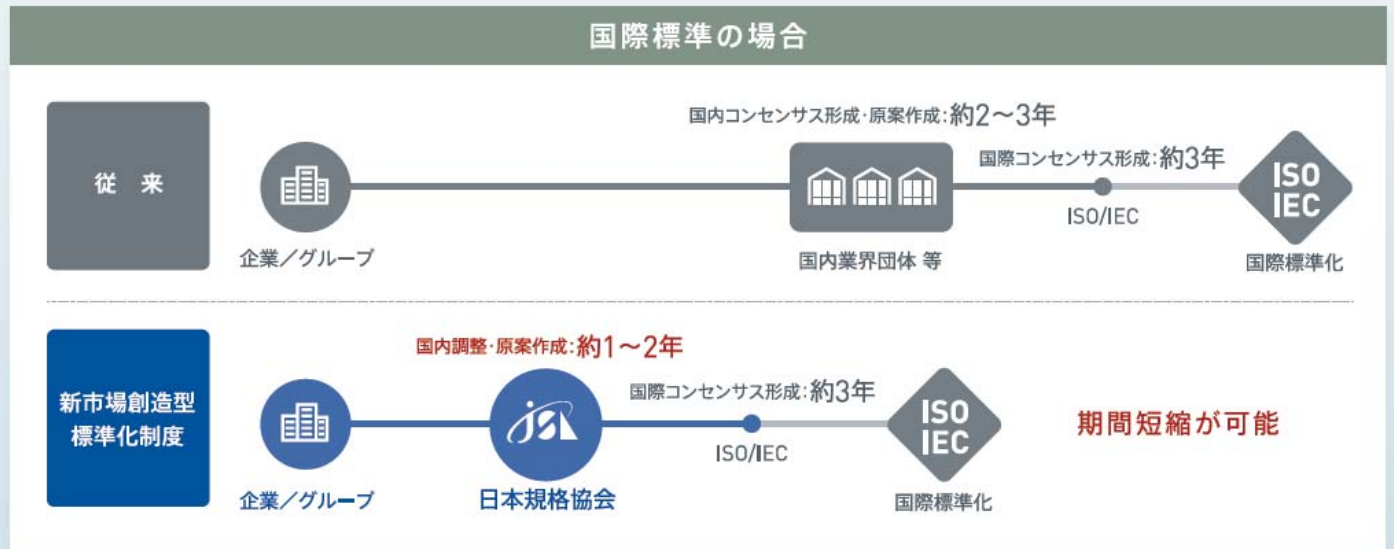 国際標準の場合
国内コンセンサス形成・原案作成:約2〜3年
国際コンセンサス形成:約3年
従 来
ISO
IEC
ISO/IEC
企業／グループ
国内業界団体 等
国際標準化
国内調整・原案作成:約1〜2年
国際コンセンサス形成:約3年
新市場創造型
標準化制度
jsa
ISO
IEC
期間短縮が可能
ISO/IEC
企業／グループ
日本規格協会
国際標準化